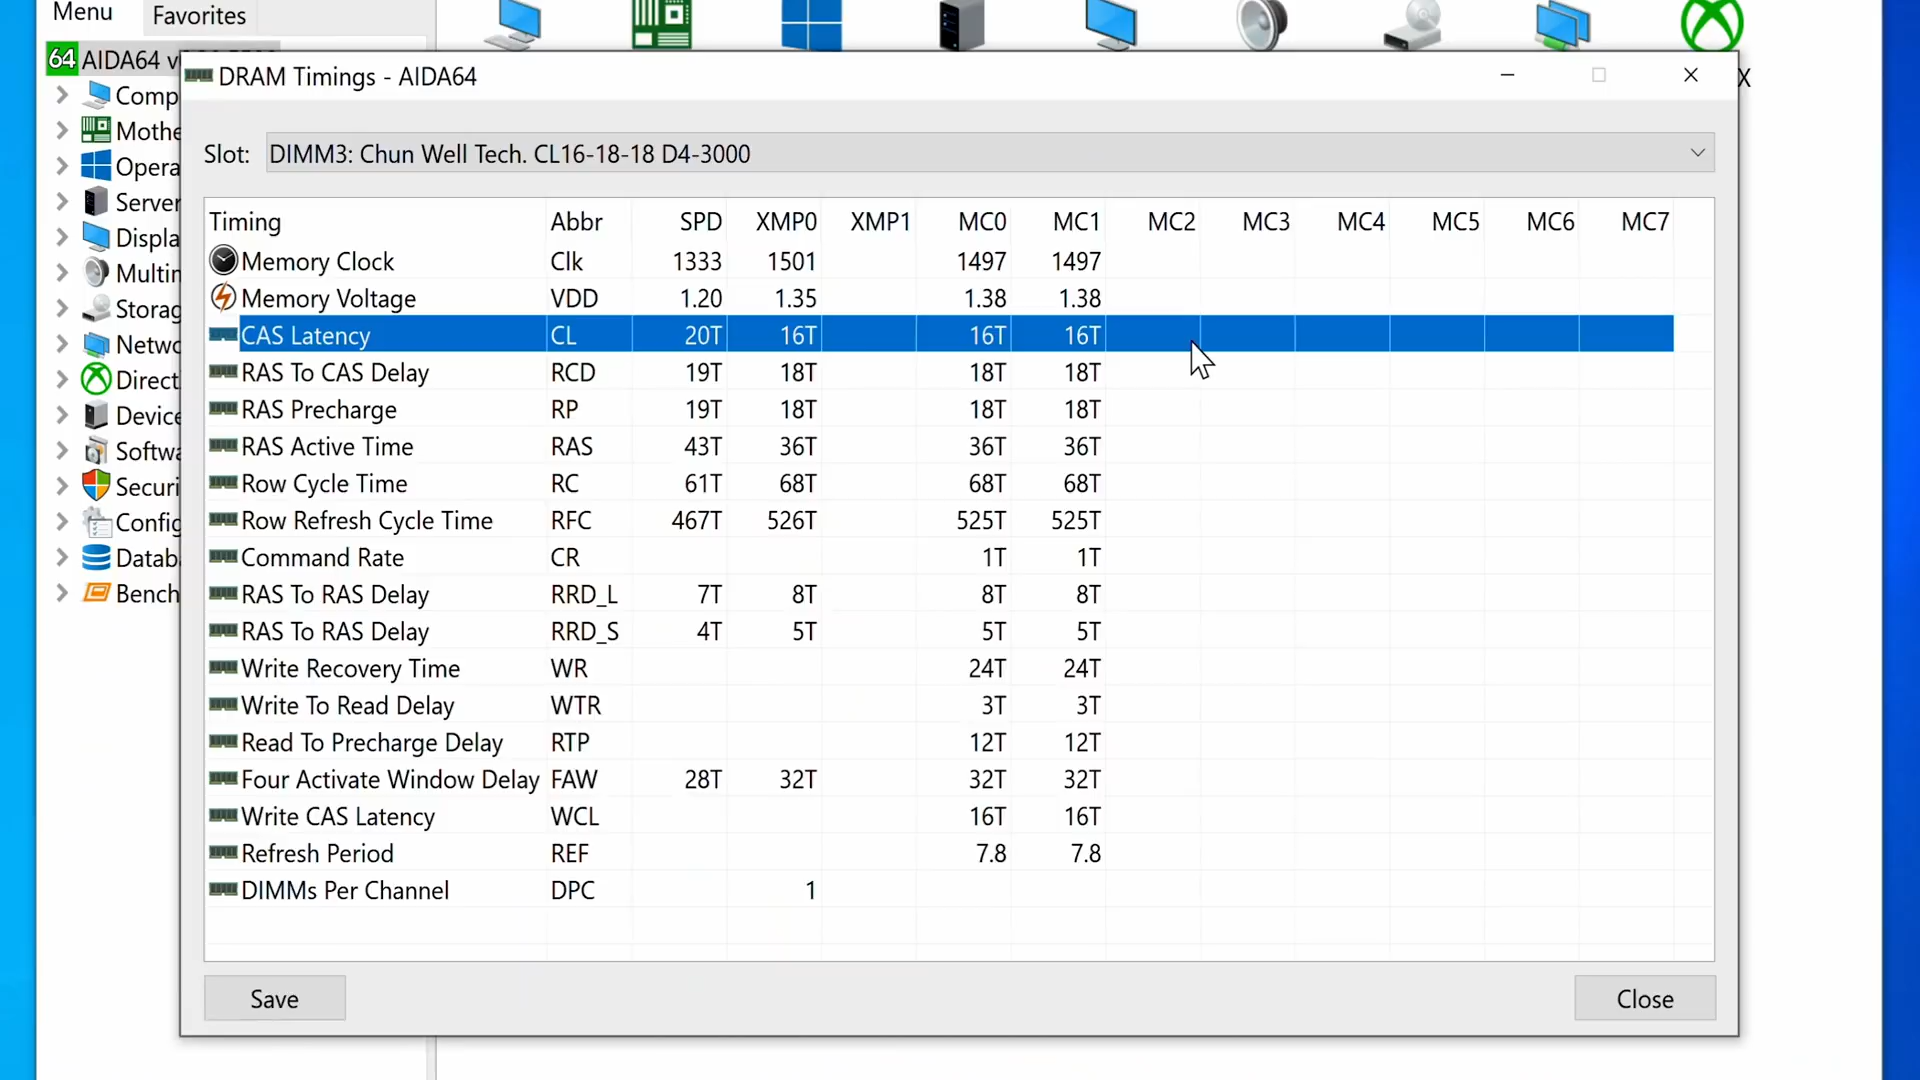 Menu
Favorites
64 AIDA64 v
DRAM Timings - AIDA64
X
Comp
Mothe
Opera
Server
Displa
Multim
Storag
Netwo
Direct
Device
Softwa
Securi
Config
Databa
Bench
Slot: DIMM3: Chun Well Tech. CL16-18-18 D4-3000
Timing Abbr SPD XMP0 XMP1 MC0 MC1 MC2 MC3 MC4 MC5 MC6 MC7
Memory Clock Clk 1333 1501 1497 1497
Memory Voltage VDD 1.20 1.35 1.38 1.38
CAS Latency CL 20T 16T 16T 16T
RAS To CAS Delay RCD 19T 18T 18T 18T
RAS Precharge RP 19T 18T 18T 18T
RAS Active Time RAS 43T 36T 36T 36T
Row Cycle Time RC 61T 68T 68T 68T
Row Refresh Cycle Time RFC 467T 526T 525T 525T
Command Rate CR 1T 1T
RAS To RAS Delay RRD_L 7T 8T 8T 8T
RAS To RAS Delay RRD_S 4T 5T 5T 5T
Write Recovery Time WR 24T 24T
Write To Read Delay WTR 3T 3T
Read To Precharge Delay RTP 12T 12T
Four Activate Window Delay FAW 28T 32T 32T 32T
Write CAS Latency WCL 16T 16T
Refresh Period REF 7.8 7.8
DIMMs Per Channel DPC 1
Save
Close